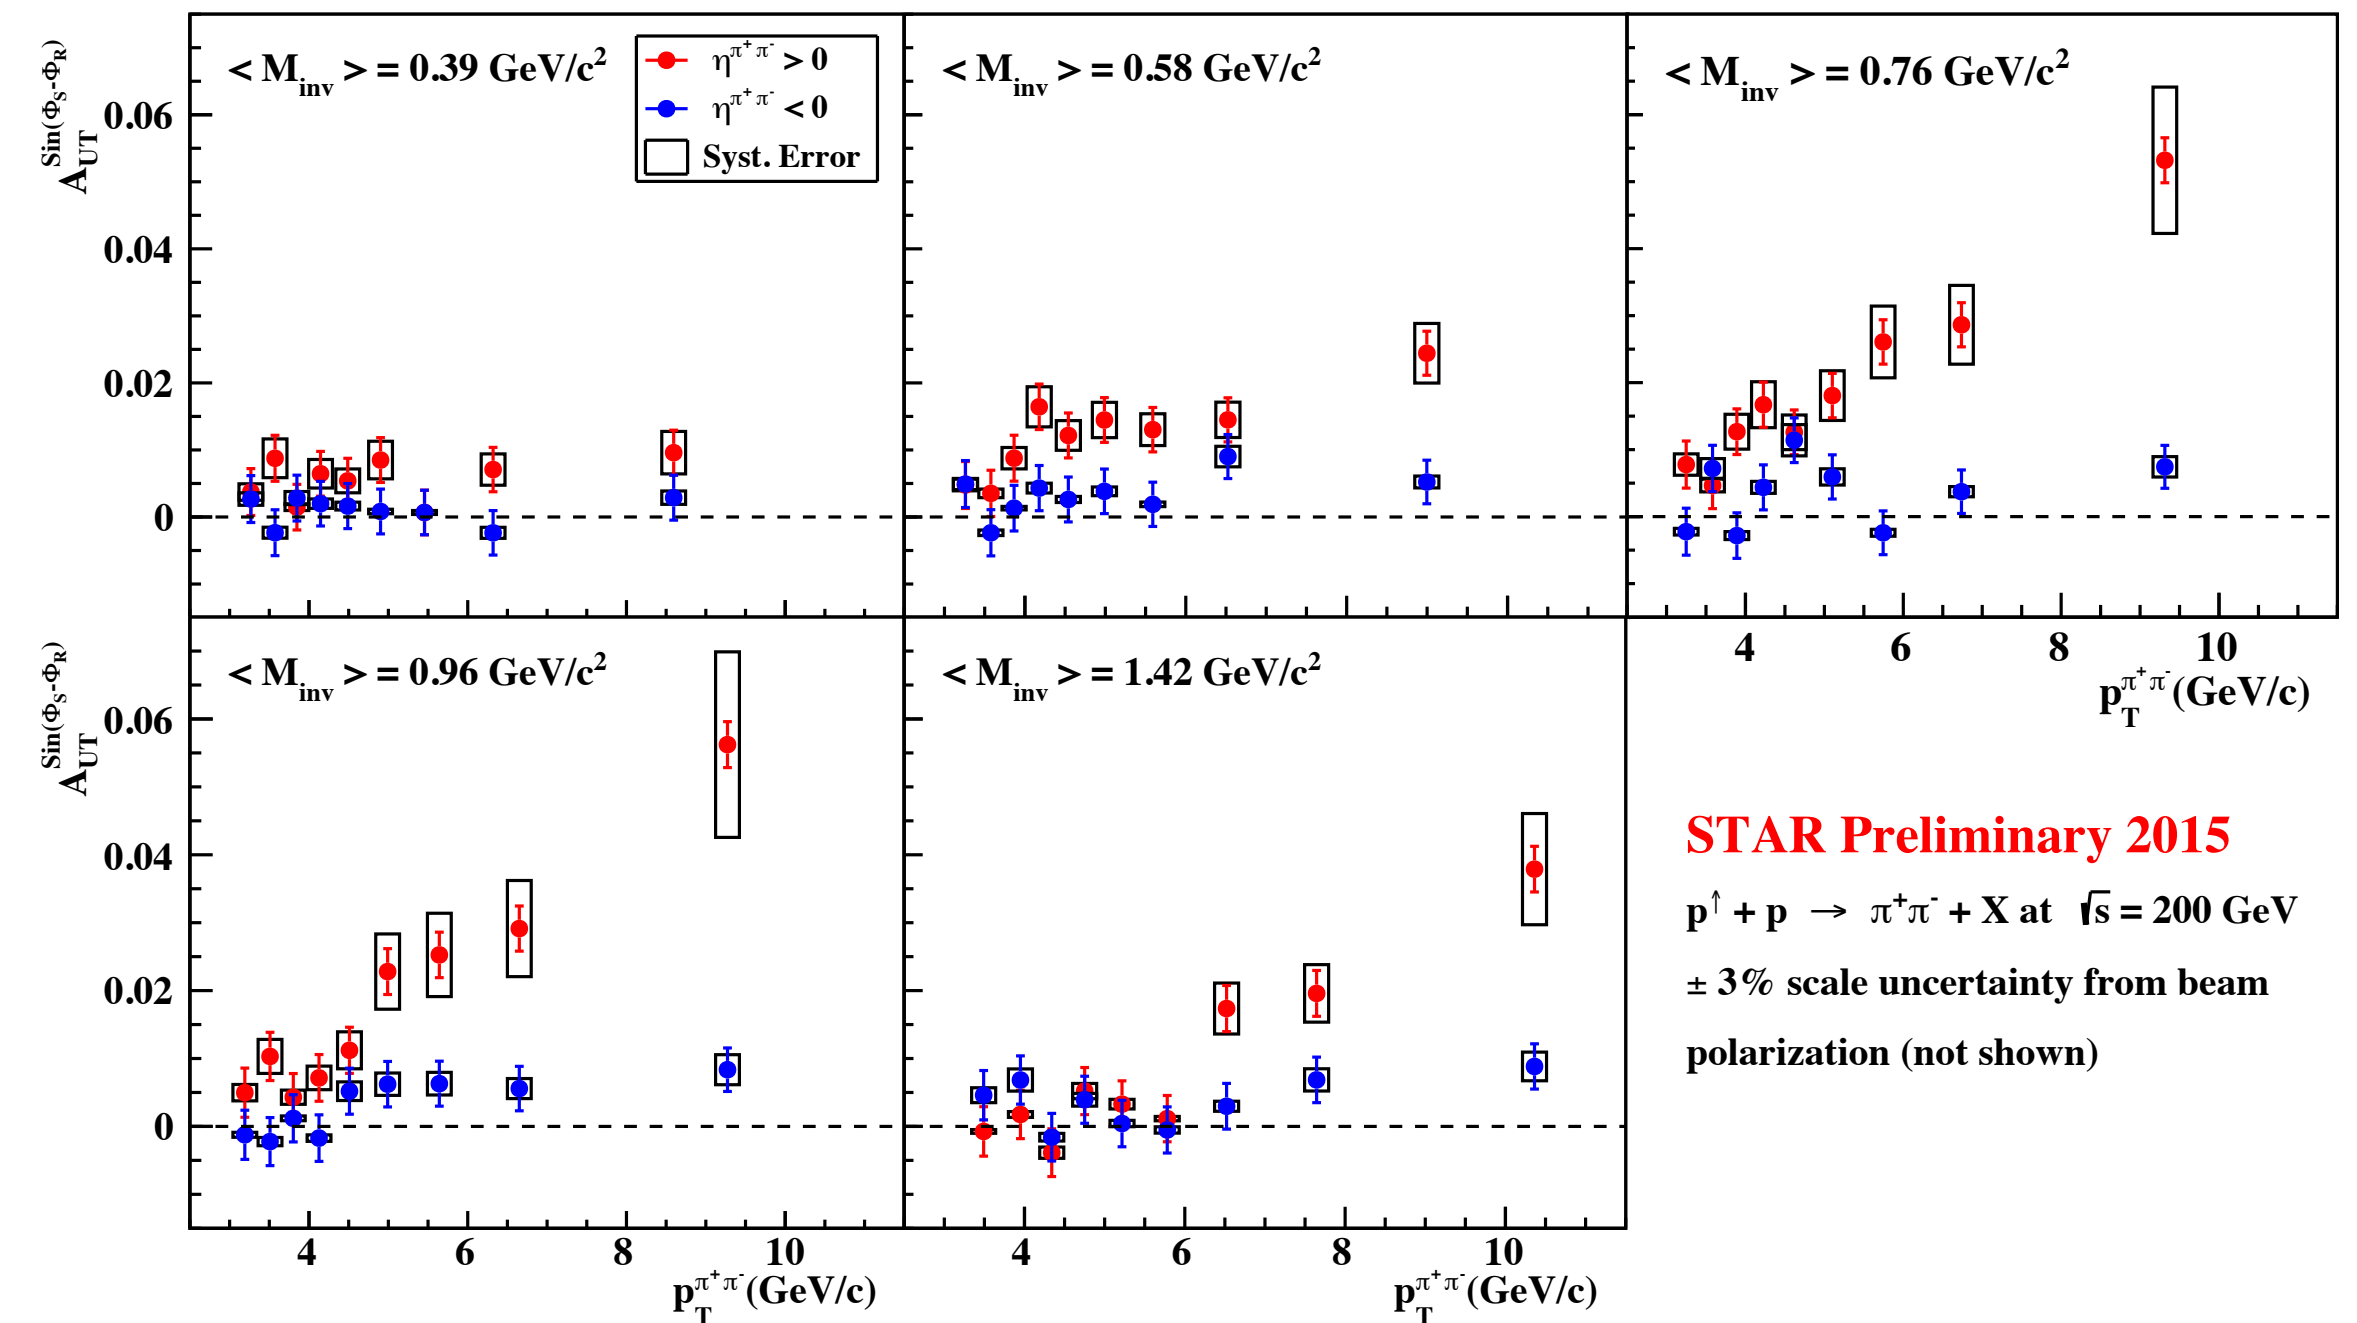 A_UT^Sin(Φ_S-Φ_R)
< M_inv > = 0.39 GeV/c²
η^π⁺π⁻ > 0
η^π⁺π⁻ < 0
Syst. Error
0.06
0.04
0.02
0
< M_inv > = 0.58 GeV/c²
< M_inv > = 0.76 GeV/c²
4 6 8 10
p_T^π⁺π⁻(GeV/c)
A_UT^Sin(Φ_S-Φ_R)
< M_inv > = 0.96 GeV/c²
0.06
0.04
0.02
0
4 6 8 10
p_T^π⁺π⁻(GeV/c)
< M_inv > = 1.42 GeV/c²
4 6 8 10
p_T^π⁺π⁻(GeV/c)
STAR Preliminary 2015
p↑ + p → π⁺π⁻ + X at √s = 200 GeV
± 3% scale uncertainty from beam
polarization (not shown)